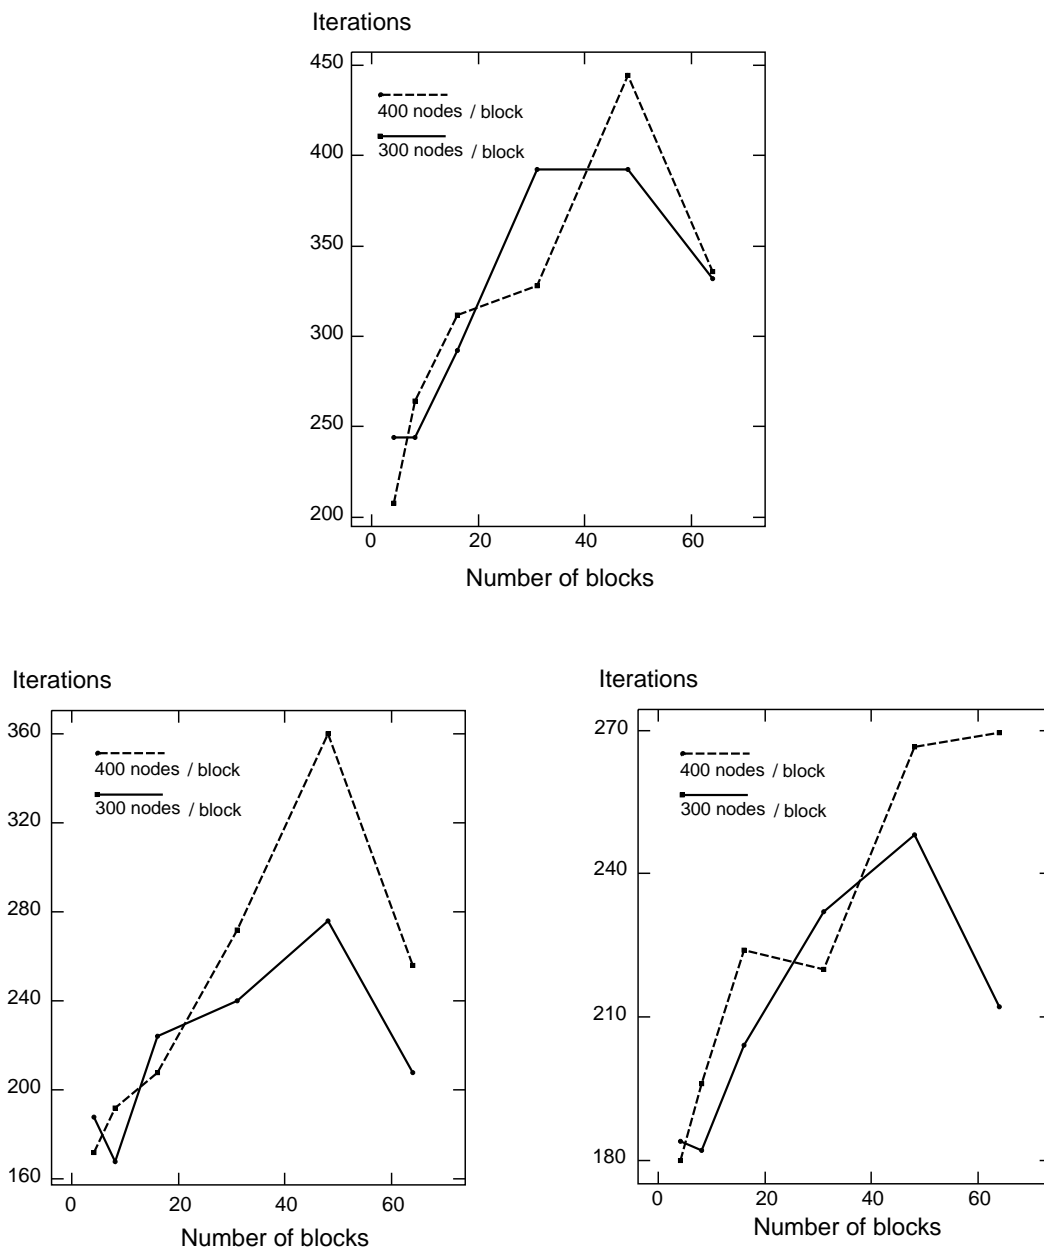 Iterations
450
400
350
300
250
200
400 nodes / block
300 nodes / block
0 20 40 60
Number of blocks
Iterations
360
320
280
240
200
160
400 nodes / block
300 nodes / block
0 20 40 60
Number of blocks
Iterations
270
240
210
180
400 nodes / block
300 nodes / block
0 20 40 60
Number of blocks